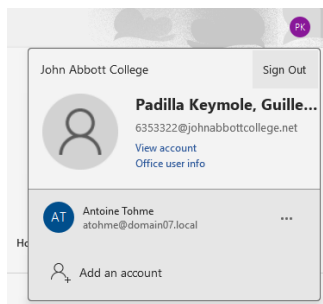 PK
John Abbott College
Sign Out
Padilla Keymole, Guille...
6353322@johnabbottcollege.net
View account
Office user info
AT
Antoine Tohme
atohme@domain07.local
...
Ho
Add an account